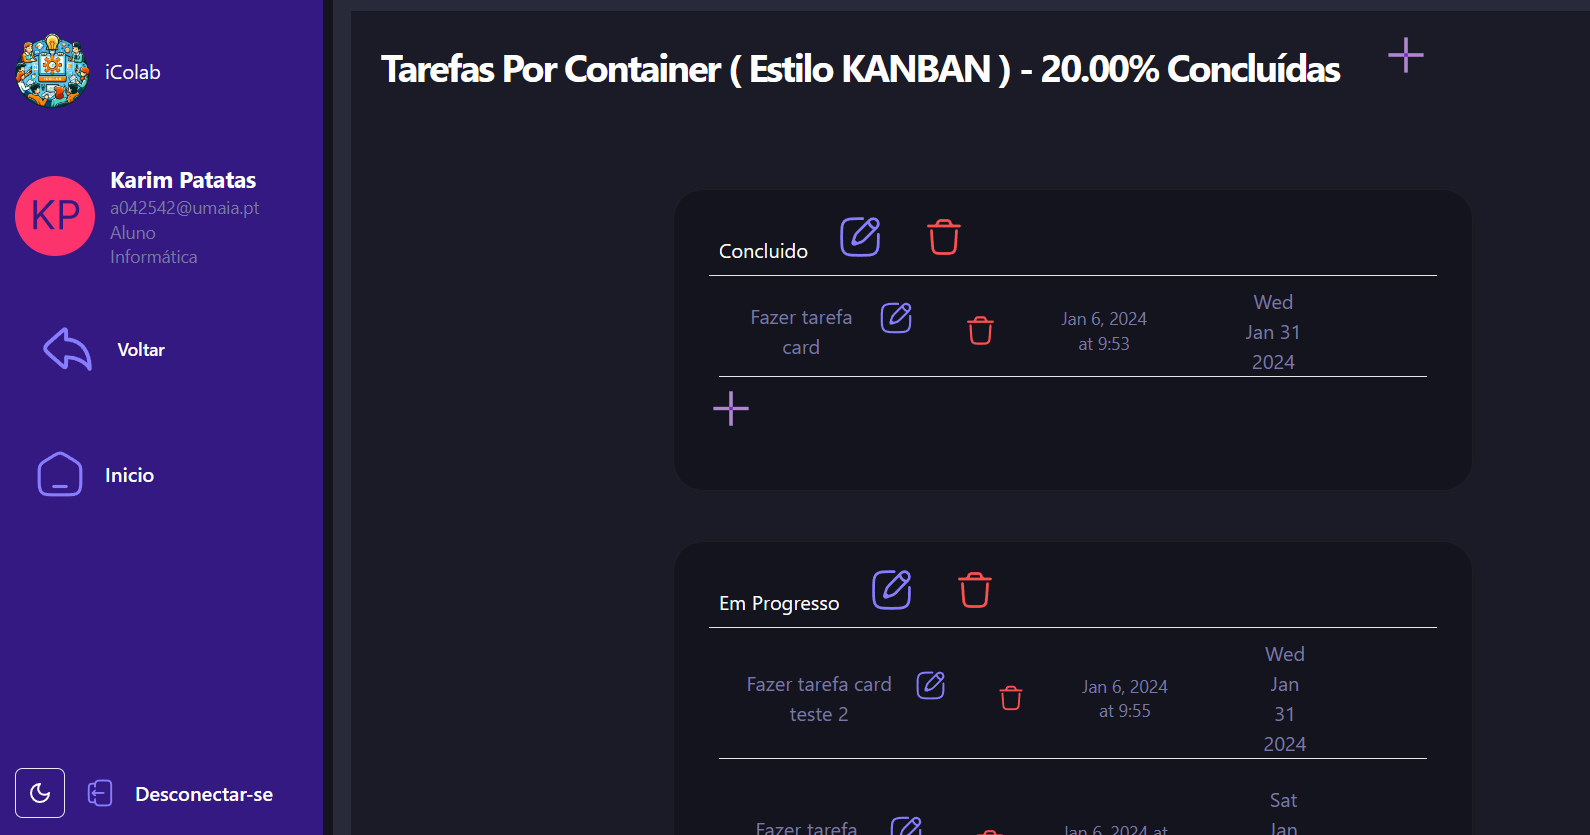 iColab
Karim Patatas
KP
a042542@umaia.pt
Aluno
Informática
Voltar
Inicio
Desconectar-se
Tarefas Por Container ( Estilo KANBAN ) - 20.00% Concluídas
Concluido
Fazer tarefa
card
Jan 6, 2024
at 9:53
Wed
Jan 31
2024
Em Progresso
Fazer tarefa card
teste 2
Jan 6, 2024
at 9:55
Wed
Jan
31
2024
Fazer tarefa
Jan 6, 2024 at
Sat
Jan